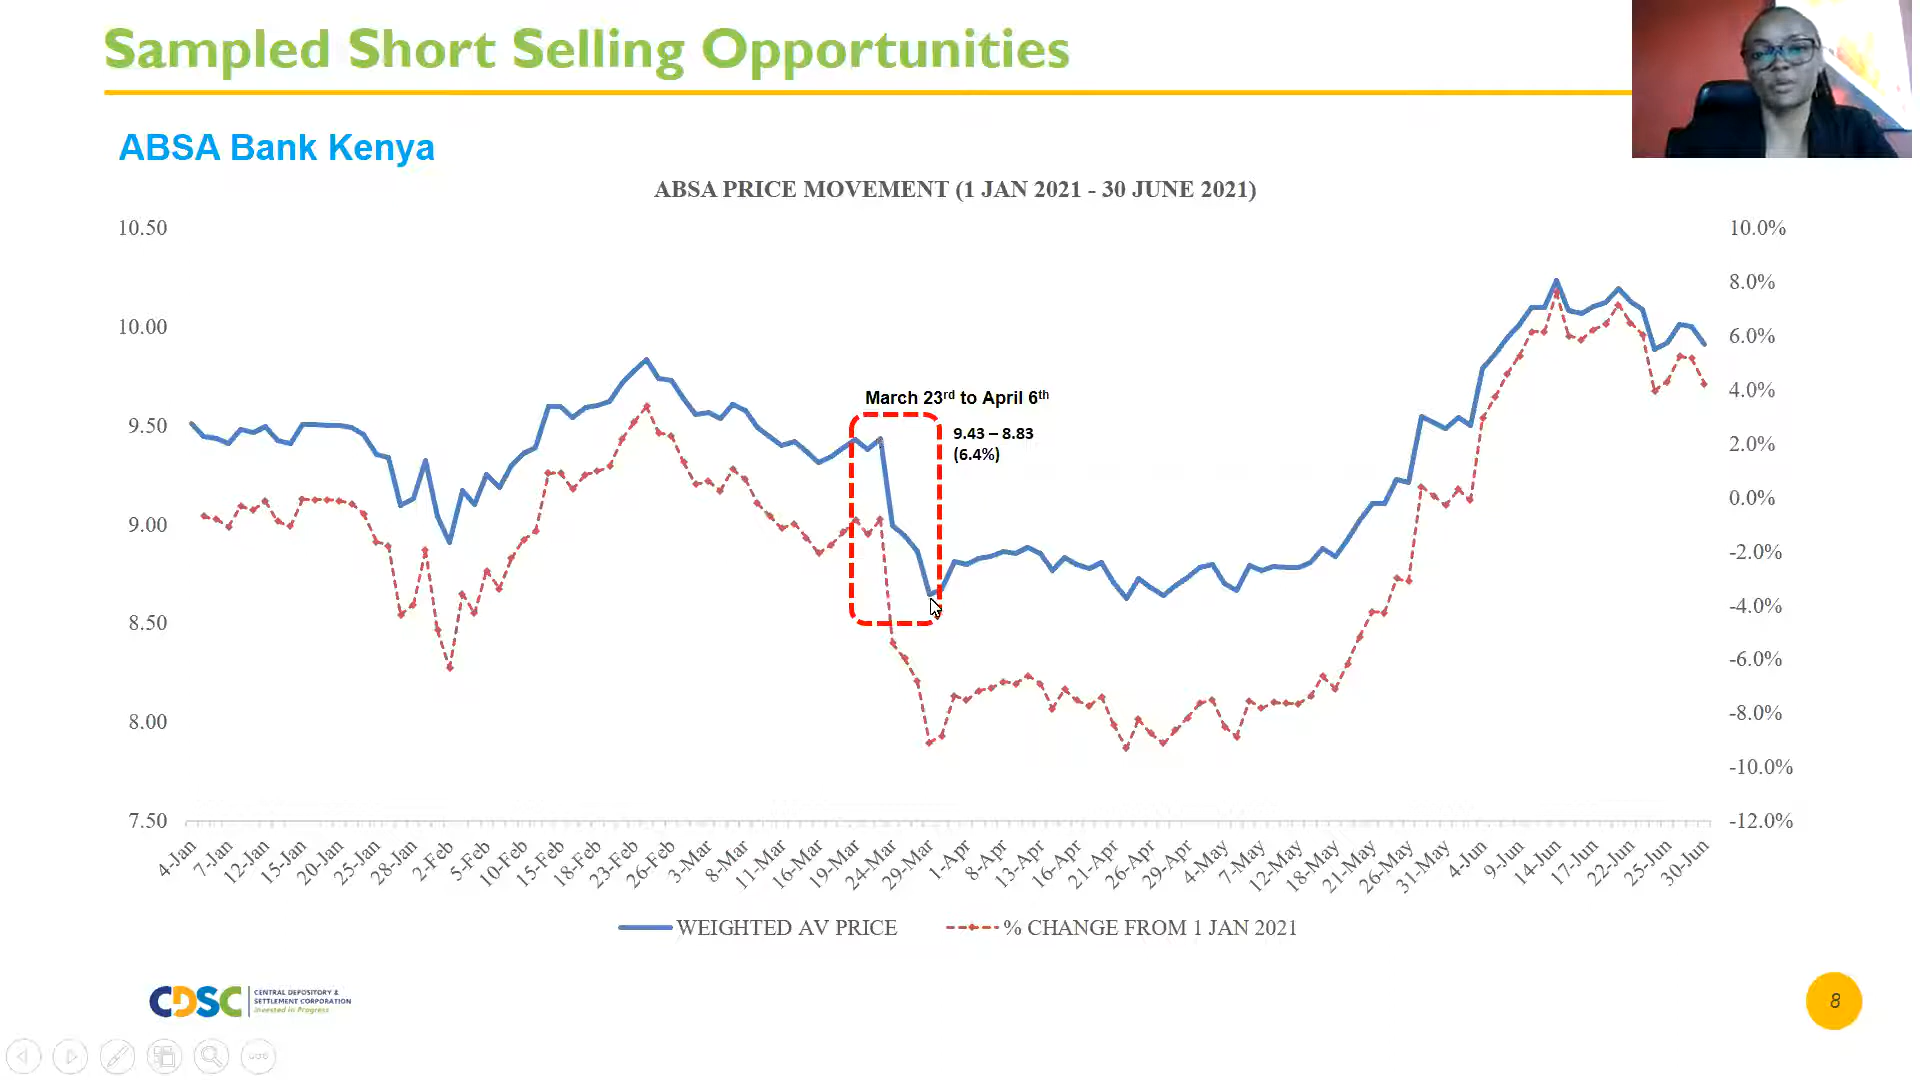 Sampled Short Selling Opportunities
ABSA Bank Kenya
ABSA PRICE MOVEMENT (1 JAN 2021 - 30 JUNE 2021)
10.50
10.00
9.50
9.00
8.50
8.00
7.50
10.0%
8.0%
6.0%
4.0%
2.0%
0.0%
-2.0%
-4.0%
-6.0%
-8.0%
-10.0%
-12.0%
March 23rd to April 6th
9.43 – 8.83
(6.4%)
4-Jan
7-Jan
12-Jan
15-Jan
20-Jan
25-Jan
28-Jan
2-Feb
5-Feb
10-Feb
15-Feb
18-Feb
23-Feb
26-Feb
3-Mar
8-Mar
11-Mar
16-Mar
19-Mar
24-Mar
29-Mar
1-Apr
8-Apr
13-Apr
16-Apr
21-Apr
26-Apr
29-Apr
4-May
7-May
12-May
18-May
21-May
26-May
31-May
4-Jun
9-Jun
14-Jun
17-Jun
22-Jun
25-Jun
30-Jun
WEIGHTED AV PRICE
% CHANGE FROM 1 JAN 2021
CDSC
CENTRAL DEPOSITORY &
SETTLEMENT CORPORATION
Invested in Progress
8